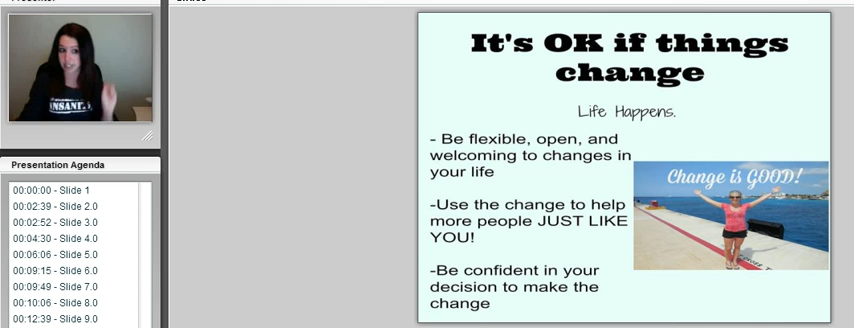 INSANITY
Presentation Agenda
00:00:00 - Slide 1
00:02:39 - Slide 2.0
00:02:52 - Slide 3.0
00:04:30 - Slide 4.0
00:06:06 - Slide 5.0
00:09:15 - Slide 6.0
00:09:49 - Slide 7.0
00:10:06 - Slide 8.0
00:12:39 - Slide 9.0
It's OK if things
change
Life Happens.
- Be flexible, open, and
welcoming to changes in
your life
-Use the change to help
more people JUST LIKE
YOU!
-Be confident in your
decision to make the
change
Change is GOOD!